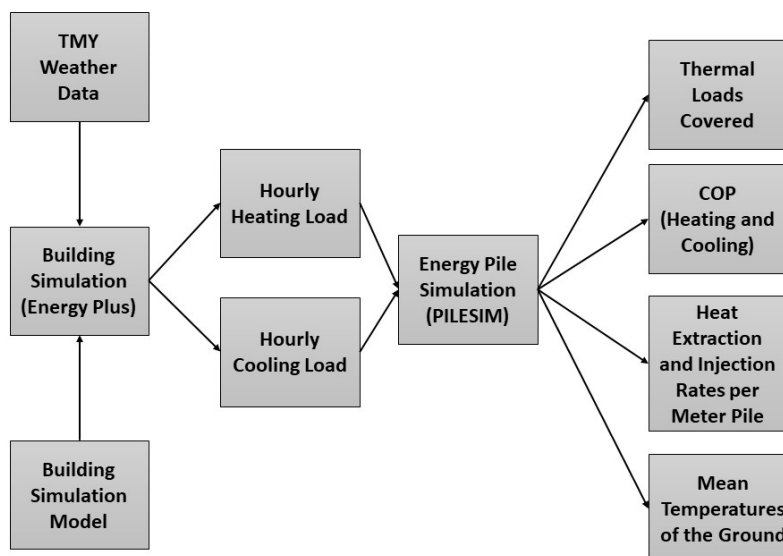 TMY
Weather
Data
Building
Simulation
(Energy Plus)
Building
Simulation
Model
Hourly
Heating Load
Hourly
Cooling Load
Energy Pile
Simulation
(PILESIM)
Thermal
Loads
Covered
COP
(Heating and
Cooling)
Heat
Extraction
and Injection
Rates per
Meter Pile
Mean
Temperatures
of the Ground